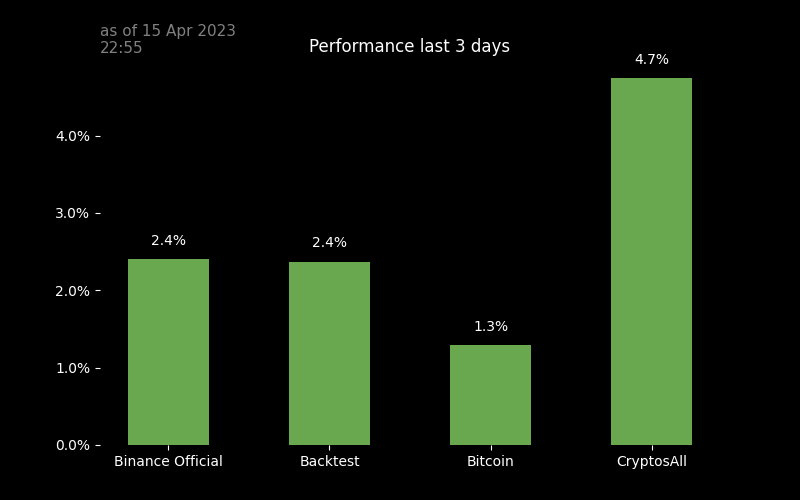 as of 15 Apr 2023
22:55
Performance last 3 days
4.7%
4.0%
3.0%
2.4%
2.4%
2.0%
1.3%
1.0%
0.0%
Binance Official
Backtest
Bitcoin
CryptosAll